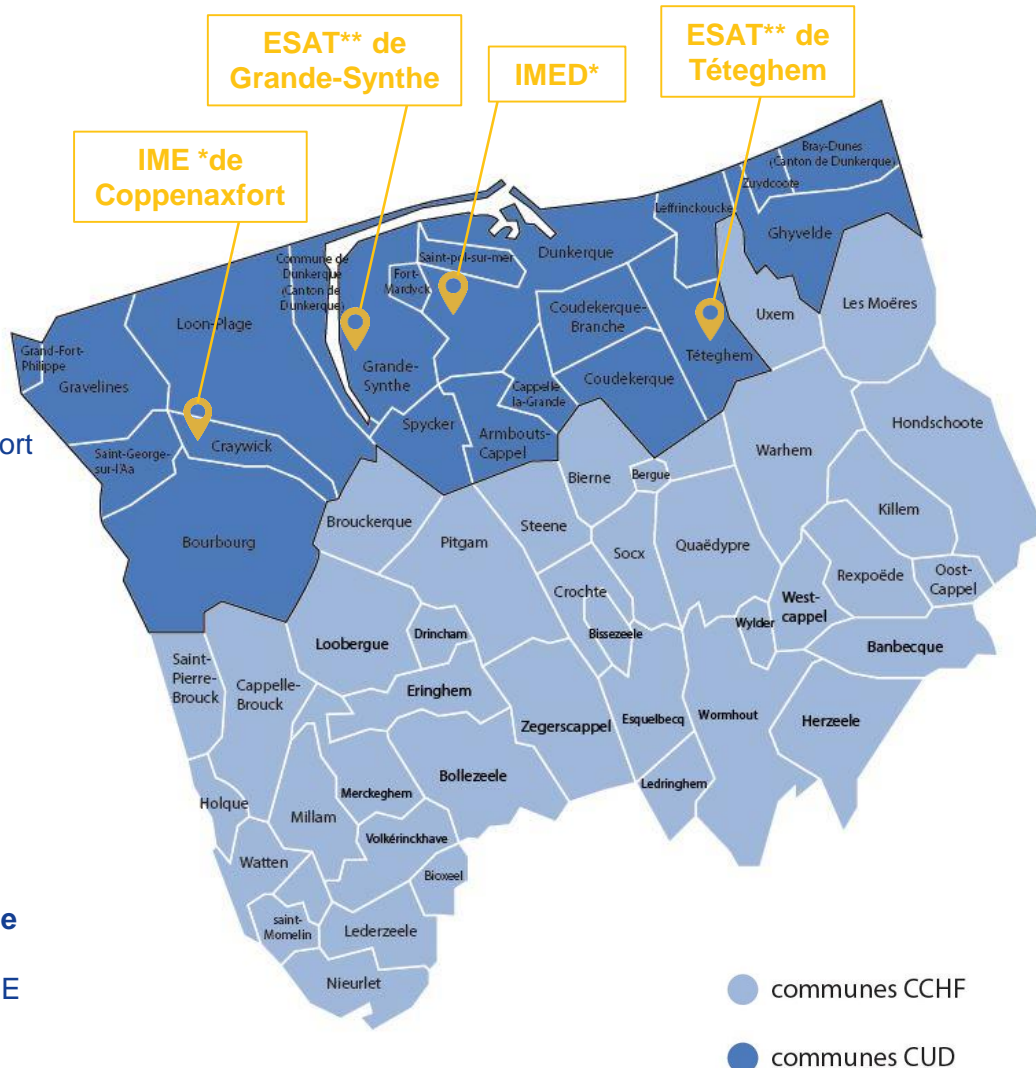 ESAT** de
Grande-Synthe
IMED*
ESAT** de
Téteghem
IME *de
Coppenaxfort
Bray-Dunes
(Canton de Dunkerque)
Zuydcoote
Leffrinckoucke
Ghyvelde
Dunkerque
Saint-pol-sur-mer
Commune de
Dunkerque
(Canton de
Dunkerque)
Fort-
Mardyck
Les Moëres
Uxem
Coudekerque-
Branche
Loon-Plage
Grand-Fort-
Philippe
Gravelines
Grande-
Synthe
Téteghem
Coudekerque
Cappelle
la-Grande
Spycker
Armbouts-
Cappel
Hondschoote
ort
Saint-George-
sur-l'Aa
Craywick
Warhem
Bierne
Bergue
Killem
Brouckerque
Steene
Pitgam
Bourbourg
Socx
Quaëdypre
Rexpoëde
Oost-
Cappel
Crochte
West-
cappel
Wylder
Bissezeele
Drincham
Loobergue
Banbecque
Saint-
Pierre-
Brouck
Cappelle-
Brouck
Eringhem
Zegerscappel
Esquelbecq
Wormhout
Herzeele
Bollezeele
Ledringhem
Merckeghem
Holque
Millam
Volkérinckhave
Watten
Bioxeel
e
saint-
Momelin
Lederzeele
Nieurlet
E
communes CCHF
communes CUD